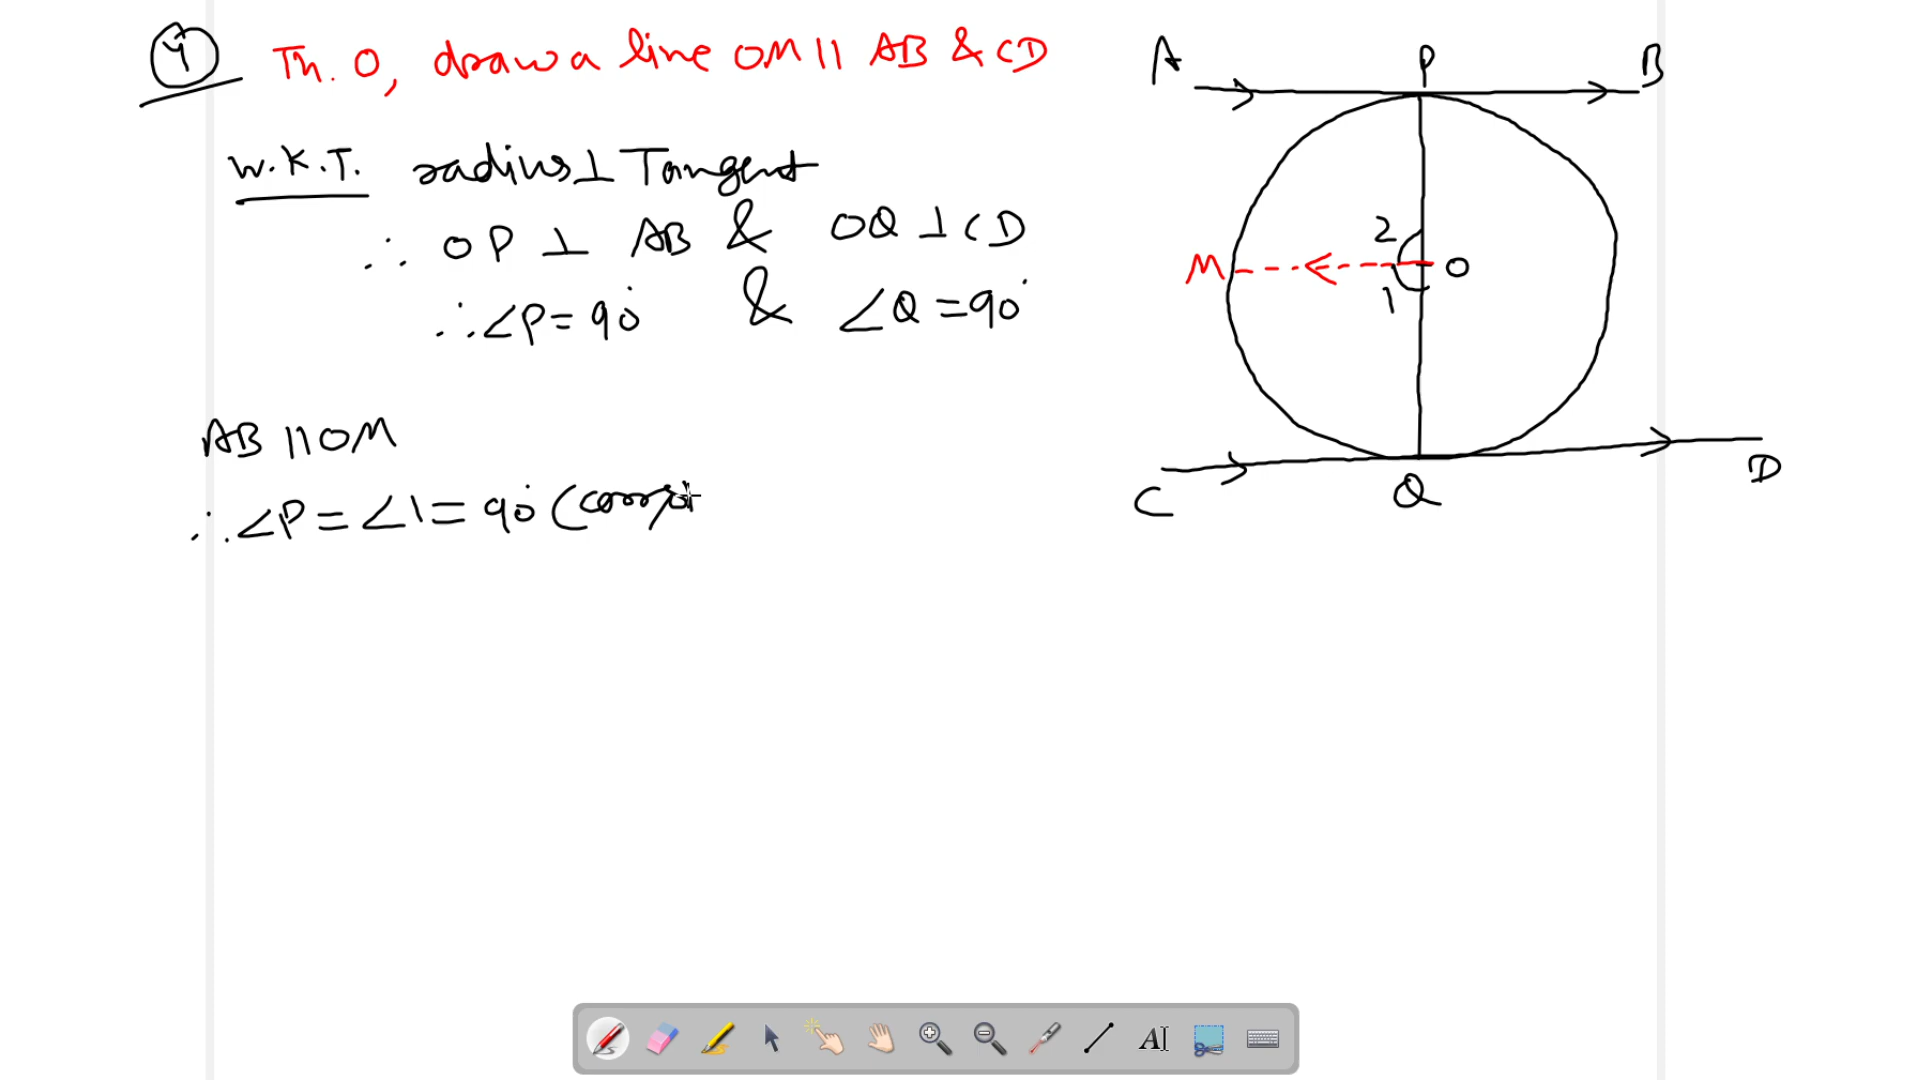 4 Th. O, draw a line OM || AB & CD
W.K.T. radius ⊥ Tangent
∴ OP ⊥ AB & OQ ⊥ CD
∴ ∠P = 90° & ∠Q = 90°
AB || OM
∴ ∠P = ∠1 = 90° (
A P B
2
M O
1
C Q D
AI